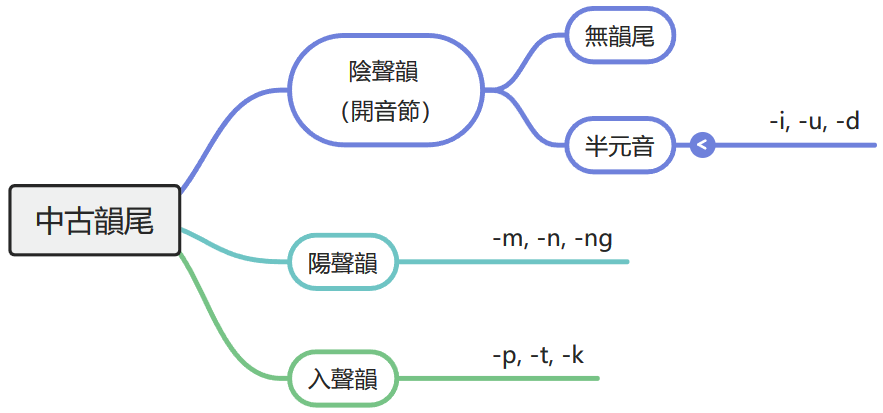 中古韻尾
陰聲韻
（開音節）
無韻尾
半元音
-i, -u, -d
陽聲韻
-m, -n, -ng
入聲韻
-p, -t, -k